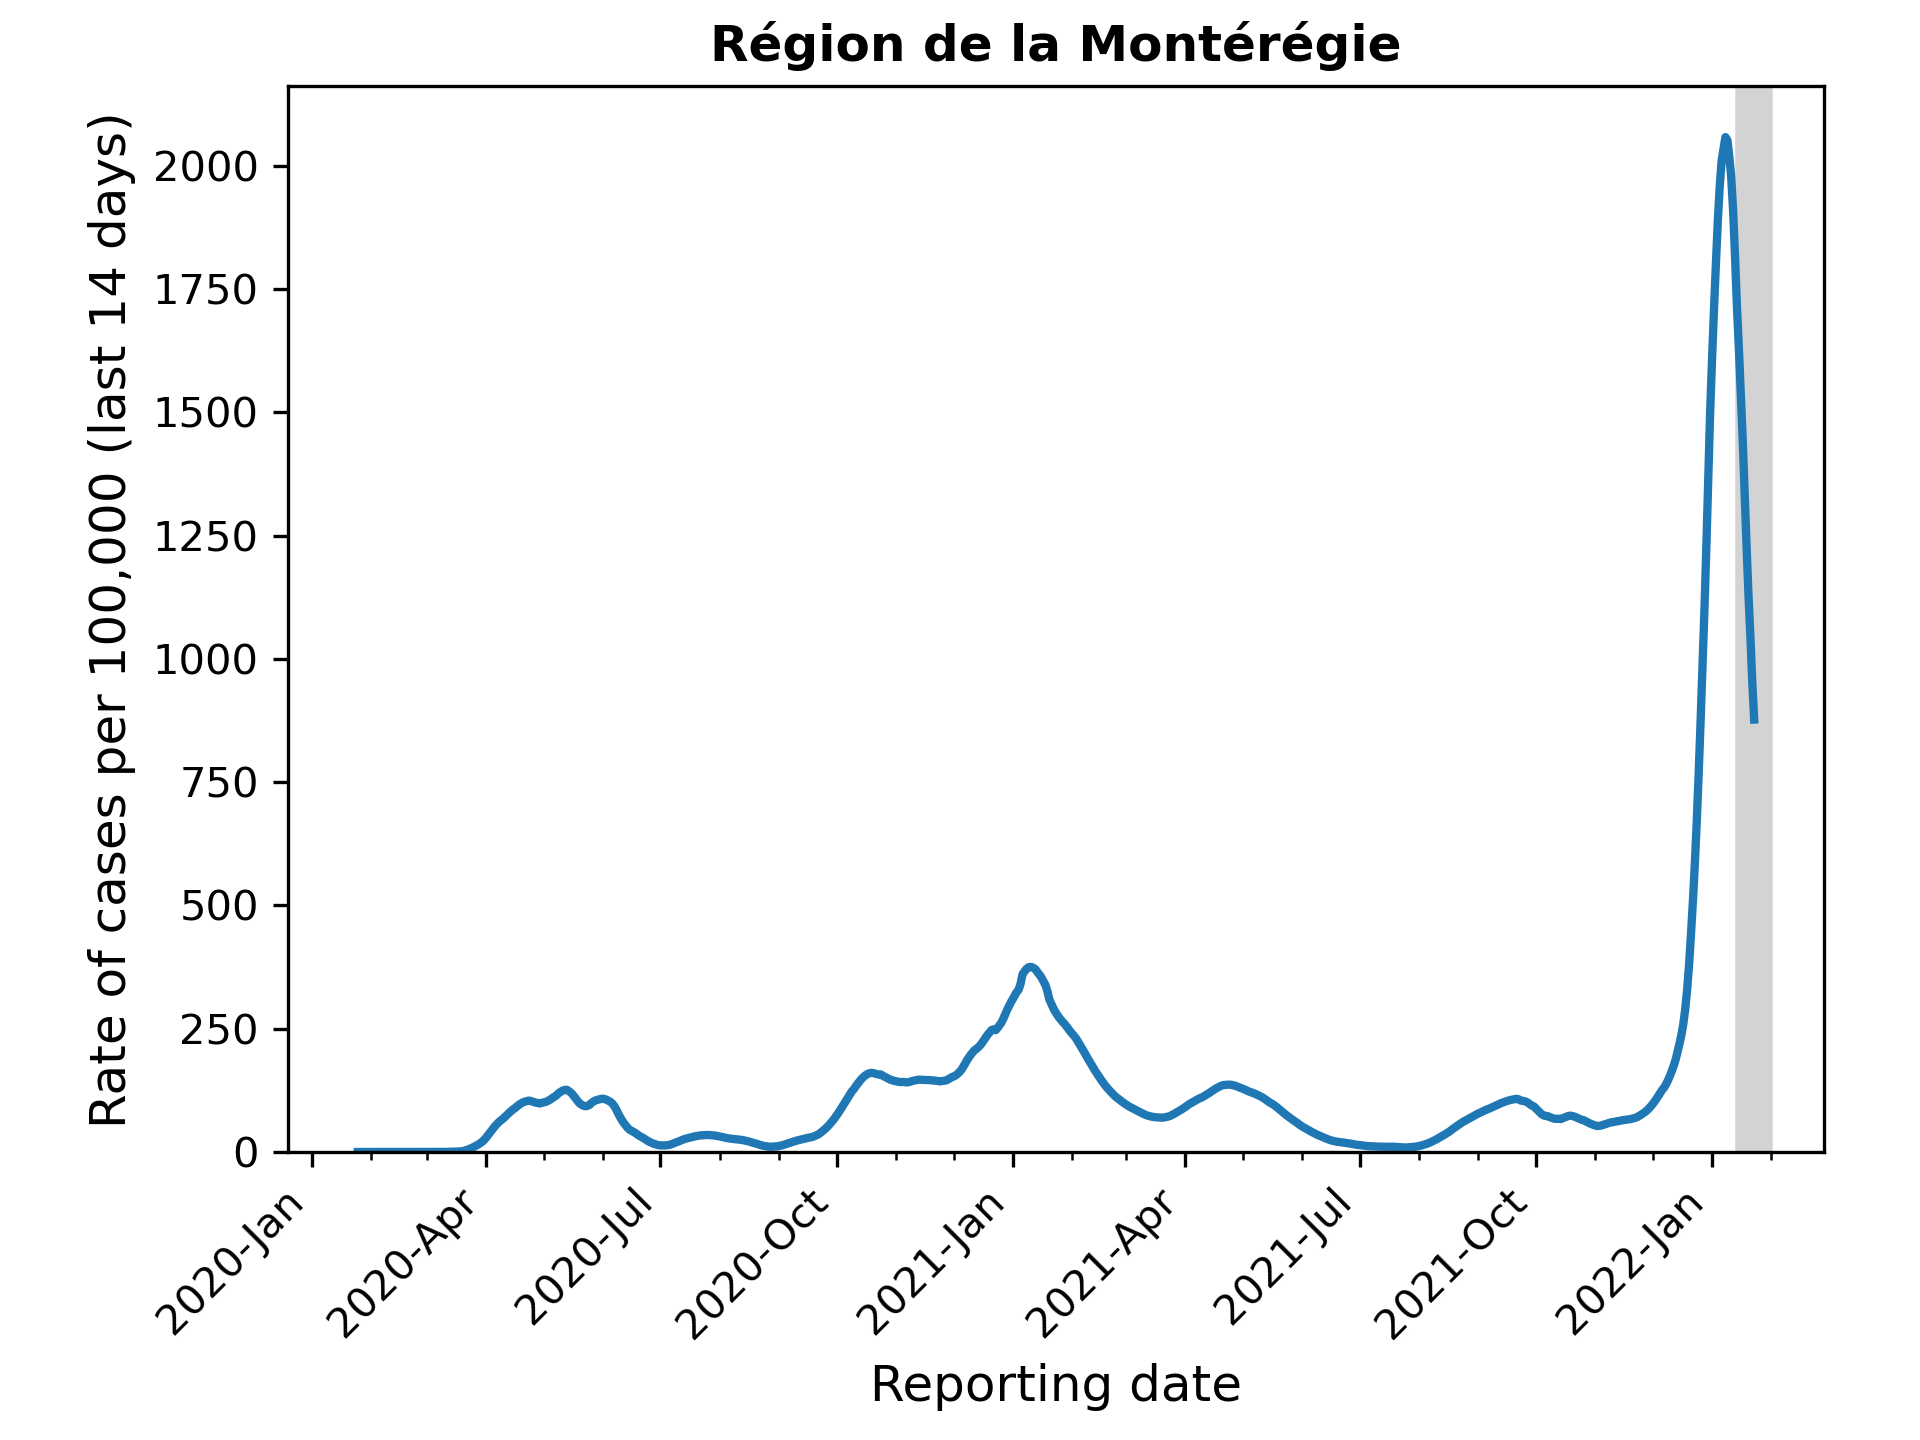 Région de la Montérégie
Rate of cases per 100,000 (last 14 days)
2000
1750
1500
1250
1000
750
500
250
0
2020-Jan
2020-Apr
2020-Jul
2020-Oct
2021-Jan
2021-Apr
2021-Jul
2021-Oct
2022-Jan
Reporting date